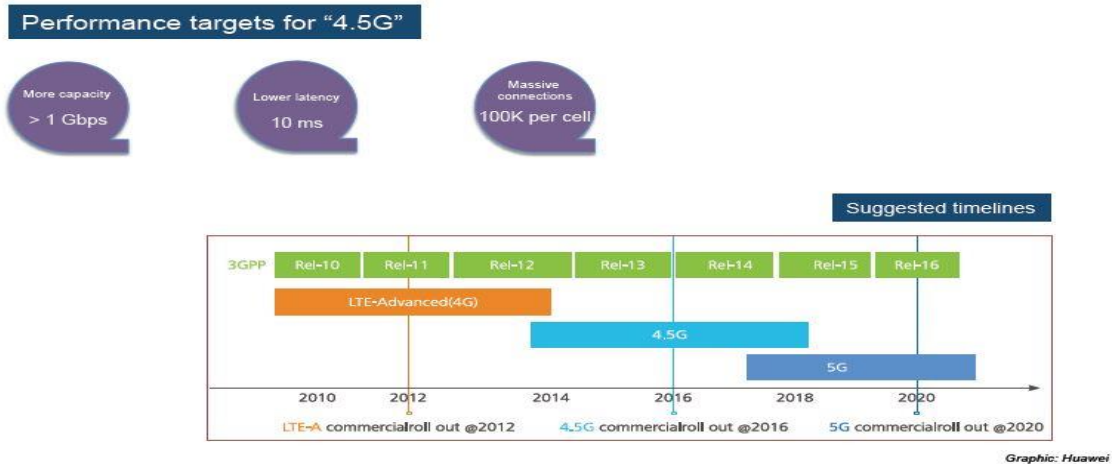 Performance targets for “4.5G”
More capacity
> 1 Gbps
Lower latency
10 ms
Massive
connections
100K per cell
Suggested timelines
3GPP Rel-10 Rel-11 Rel-12 Rel-13 Rel-14 Rel-15 Rel-16
LTE-Advanced(4G)
4.5G
5G
2010 2012 2014 2016 2018 2020
LTE-A commercialroll out @2012 4.5G commercialroll out @2016 5G commercialroll out @2020
Graphic: Huawei